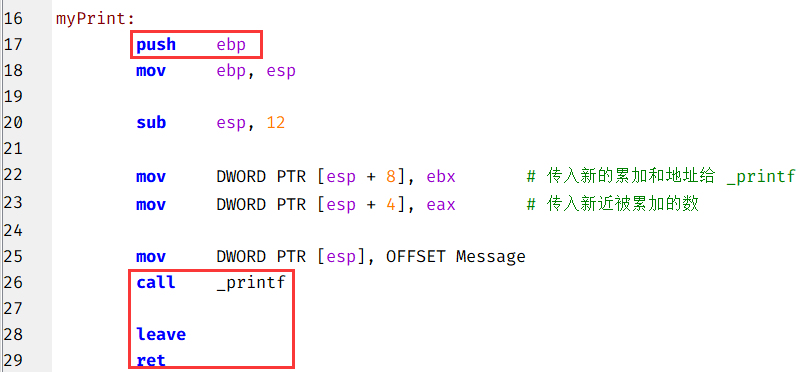 16 myPrint:
17 push ebp
18 mov ebp, esp
19
20 sub esp, 12
21
22 mov DWORD PTR [esp + 8], ebx # 传入新的累加和地址给 _printf
23 mov DWORD PTR [esp + 4], eax # 传入新近被累加的数
24
25 mov DWORD PTR [esp], OFFSET Message
26 call _printf
27
28 leave
29 ret